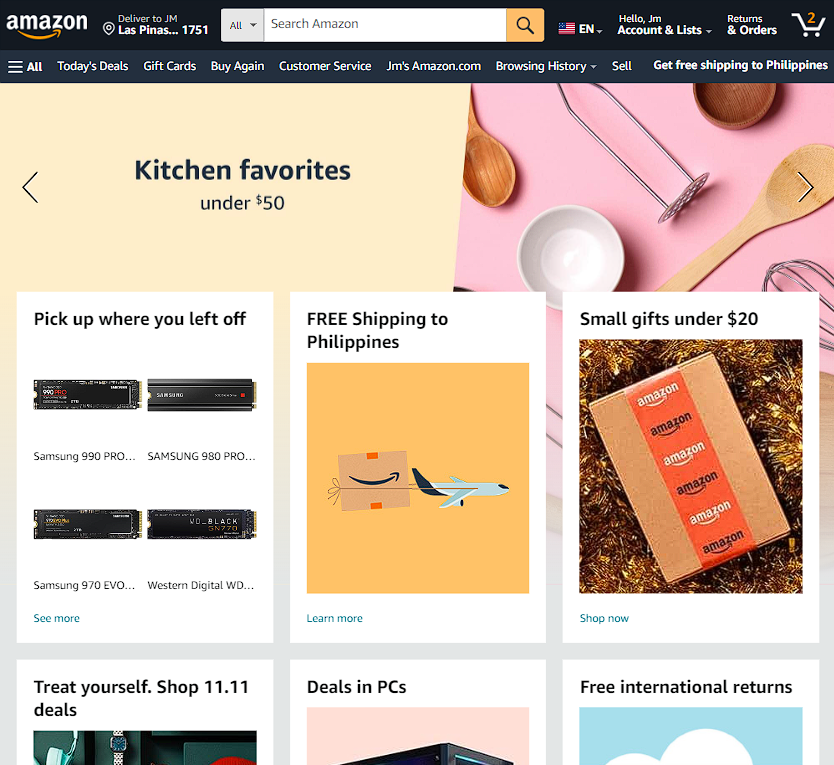 amazon
Deliver to JM
Las Pinas... 1751
All
Search Amazon
EN
Hello, Jm
Account & Lists
Returns
& Orders
2
All
Today's Deals
Gift Cards
Buy Again
Customer Service
Jm's Amazon.com
Browsing History
Sell
Get free shipping to Philippines
Kitchen favorites
under $50
Pick up where you left off
990 PRO
SAMSUNG
2TB
SAMSUNG
Samsung 990 PRO...
SAMSUNG 980 PRO...
SAMSUNG
2TB
WD_BLACK
SN770
Samsung 970 EVO...
Western Digital WD...
See more
FREE Shipping to
Philippines
Learn more
Small gifts under $20
amazon
amazon
amazon
amazon
amazon
amazon
Shop now
Treat yourself. Shop 11.11
deals
Deals in PCs
Free international returns